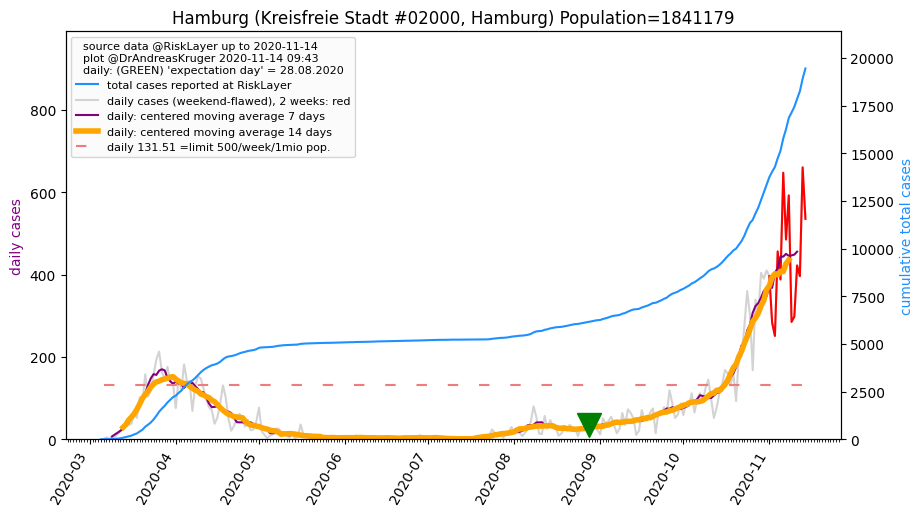 Hamburg (Kreisfreie Stadt #02000, Hamburg) Population=1841179
source data @RiskLayer up to 2020-11-14
plot @DrAndreasKruger 2020-11-14 09:43
daily: (GREEN) 'expectation day' = 28.08.2020
total cases reported at RiskLayer
daily cases (weekend-flawed), 2 weeks: red
daily: centered moving average 7 days
daily: centered moving average 14 days
daily 131.51 =limit 500/week/1mio pop.
daily cases
800
600
400
200
0
cumulative total cases
20000
17500
15000
12500
10000
7500
5000
2500
0
2020-03
2020-04
2020-05
2020-06
2020-07
2020-08
2020-09
2020-10
2020-11